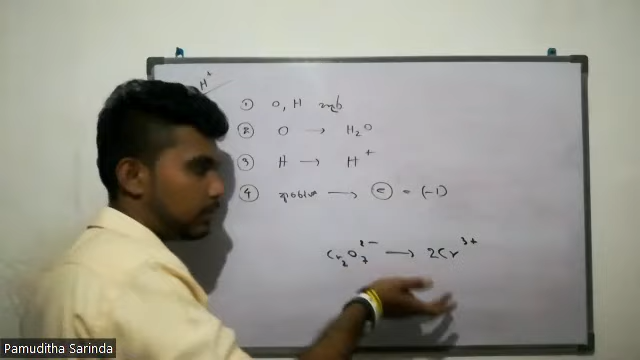 H⁺
① O, H
② O → H₂O
③ H → H⁺
④ → ⊖ = (-1)
Cr₂O₇²⁻ → 2Cr³⁺
Pamuditha Sarinda